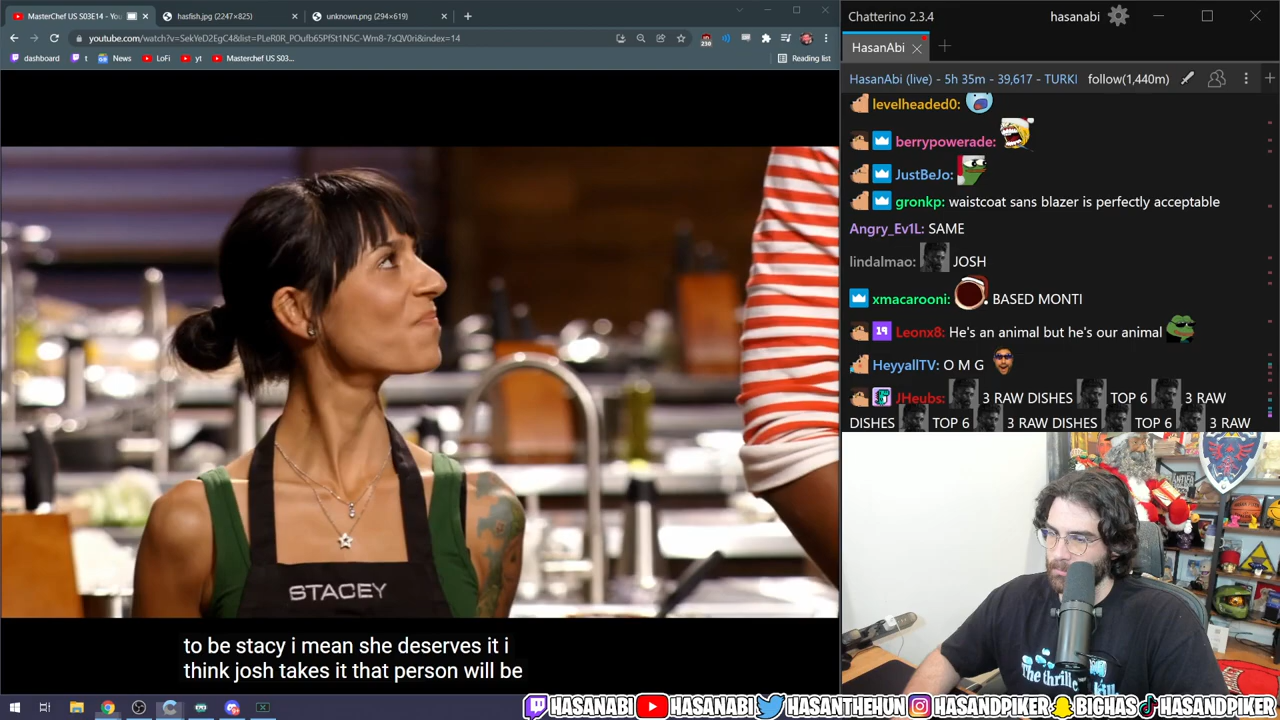 MasterChef US S03E14 - You
hasfish.jpg (2247×825)
unknown.png (294×619)
youtube.com/watch?v=SekYeD2EgC4&list=PLeR0R_POufb65PfSt1N5C-Wm8-7sQV0ri&index=14
dashboard
t
News
LoFi
yt
Masterchef US S03...
Reading list
STACEY
to be stacy i mean she deserves it i
think josh takes it that person will be
Chatterino 2.3.4
hasanabi
HasanAbi
HasanAbi (live) - 5h 35m - 39,617 - TURKI
follow(1,440m)
levelheaded0:
berrypowerade:
JustBeJo:
gronkp: waistcoat sans blazer is perfectly acceptable
Angry_Ev1L: SAME
lindalmao: JOSH
xmacarooni: BASED MONTI
19 Leonx8: He's an animal but he's our animal
HeyyallTV: O M G
JHeubs: 3 RAW DISHES TOP 6 3 RAW
DISHES TOP 6 3 RAW DISHES TOP 6 3 RAW
The thrille
HASANABI HASANABI HASANTHEHUN HASANDPIKER BIGHAS HASANDPIKER